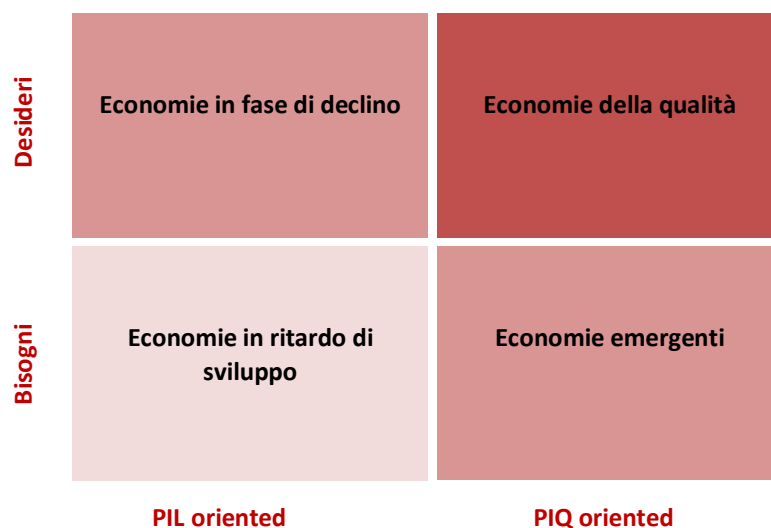 Desideri
Economie in fase di declino
Economie della qualità
Bisogni
Economie in ritardo di
sviluppo
Economie emergenti
PIL oriented
PIQ oriented